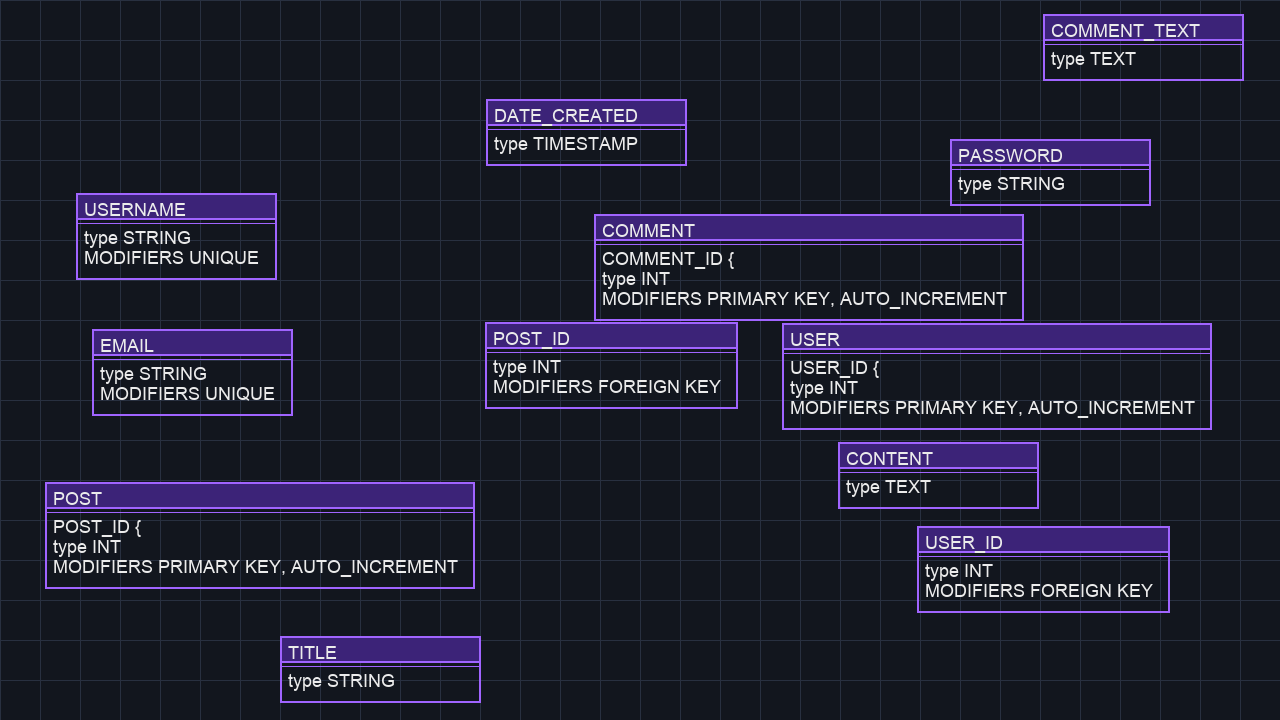 COMMENT_TEXT
type TEXT
DATE_CREATED
type TIMESTAMP
PASSWORD
type STRING
USERNAME
type STRING
MODIFIERS UNIQUE
COMMENT
COMMENT_ID {
type INT
MODIFIERS PRIMARY KEY, AUTO_INCREMENT
EMAIL
type STRING
MODIFIERS UNIQUE
POST_ID
type INT
MODIFIERS FOREIGN KEY
USER
USER_ID {
type INT
MODIFIERS PRIMARY KEY, AUTO_INCREMENT
CONTENT
type TEXT
POST
POST_ID {
type INT
MODIFIERS PRIMARY KEY, AUTO_INCREMENT
USER_ID
type INT
MODIFIERS FOREIGN KEY
TITLE
type STRING